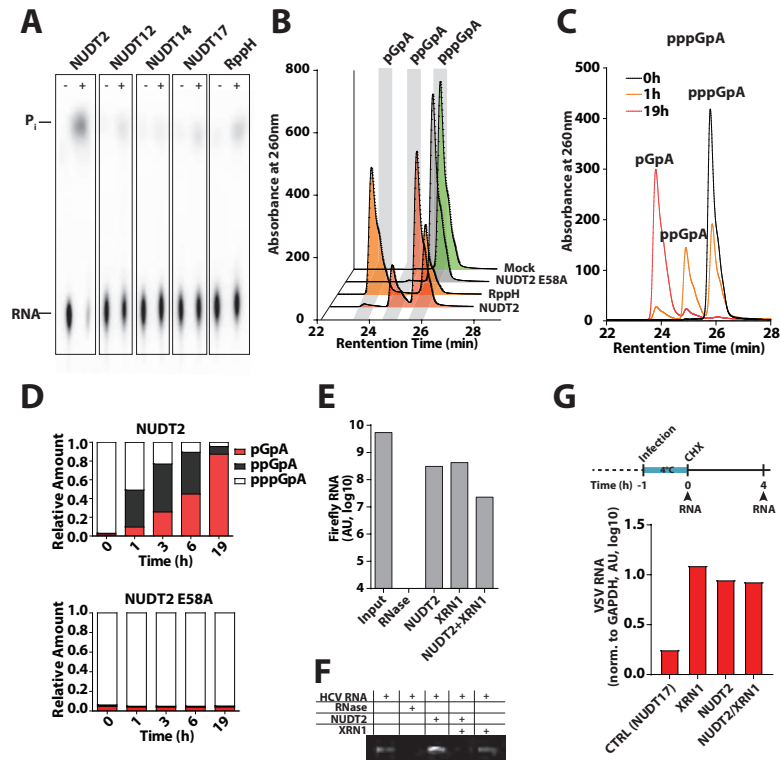 A
NUDT2
NUDT12
NUDT14
NUDT17
RppH
- + - + - + - + - +
Pi
RNA
B
pGpA
ppGpA
pppGpA
Absorbance at 260nm
800
600
400
200
0
Mock
NUDT2 E58A
RppH
NUDT2
22 24 26 28
Rentention Time (min)
C
pppGpA
0h
1h
19h
pppGpA
pGpA
ppGpA
Absorbance at 260nm
500
400
300
200
100
0
22 24 26 28
Rentention Time (min)
D
NUDT2
Relative Amount
1.0
0.8
0.6
0.4
0.2
0.0
0 1 3 6 19
Time (h)
pGpA
ppGpA
pppGpA
NUDT2 E58A
Relative Amount
1.0
0.8
0.6
0.4
0.2
0.0
0 1 3 6 19
Time (h)
E
Firefly RNA
(AU, log10)
10
9
8
7
6
5
4
Input
RNase
NUDT2
XRN1
NUDT2+XRN1
F
HCV RNA + + + + +
RNase +
NUDT2 + +
XRN1 + +
G
Infection
CHX
4°C
Time (h) -1 0 4
RNA RNA
VSV RNA
(norm. to GAPDH, AU, log10)
1.5
1.0
0.5
0.0
CTRL (NUDT17)
XRN1
NUDT2
NUDT2/XRN1